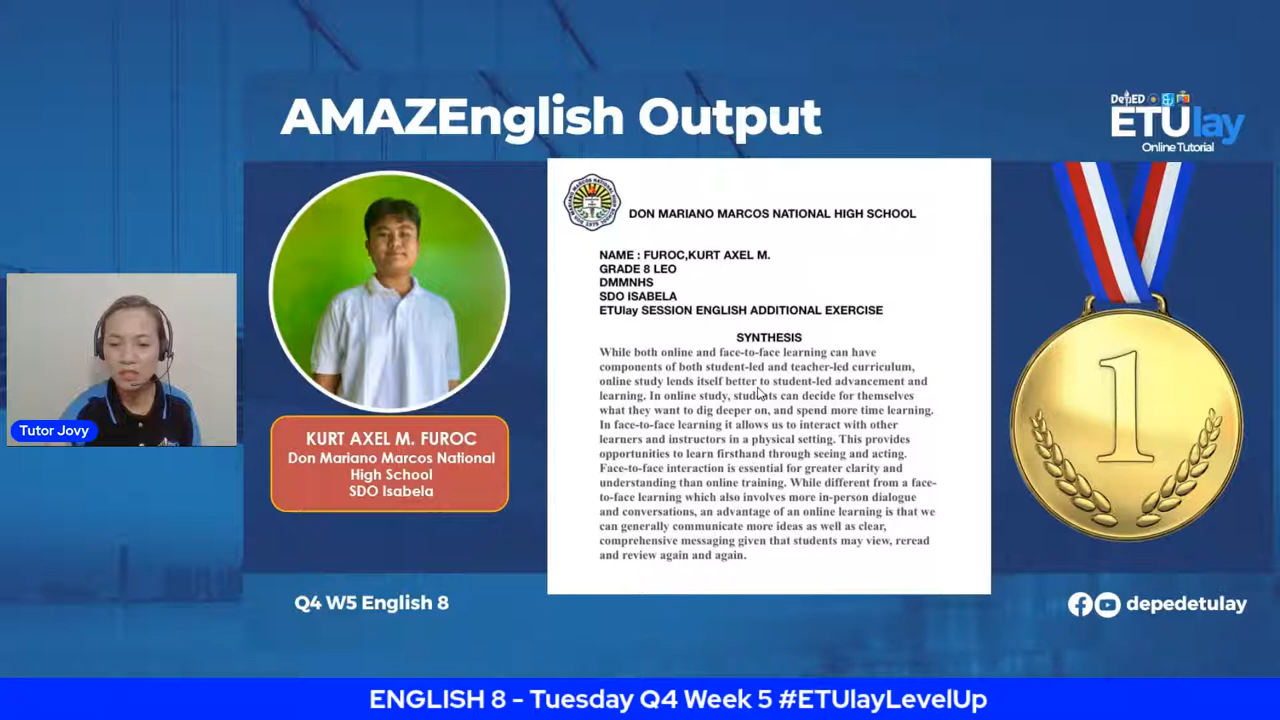 AMAZEnglish Output
DepED
ETUlay
Online Tutorial
DON MARIANO MARCOS NATIONAL HIGH SCHOOL
NAME : FUROC,KURT AXEL M.
GRADE 8 LEO
DMMNHS
SDO ISABELA
ETUlay SESSION ENGLISH ADDITIONAL EXERCISE
SYNTHESIS
While both online and face-to-face learning can have
components of both student-led and teacher-led curriculum,
online study lends itself better to student-led advancement and
learning. In online study, students can decide for themselves
what they want to dig deeper on, and spend more time learning.
In face-to-face learning it allows us to interact with other
learners and instructors in a physical setting. This provides
opportunities to learn firsthand through seeing and acting.
Face-to-face interaction is essential for greater clarity and
understanding than online training. While different from a face-
to-face learning which also involves more in-person dialogue
and conversations, an advantage of an online learning is that we
can generally communicate more ideas as well as clear,
comprehensive messaging given that students may view, reread
and review again and again.
1
Tutor Jovy
KURT AXEL M. FUROC
Don Mariano Marcos National
High School
SDO Isabela
Q4 W5 English 8
depedetulay
ENGLISH 8 - Tuesday Q4 Week 5 #ETUlayLevelUp